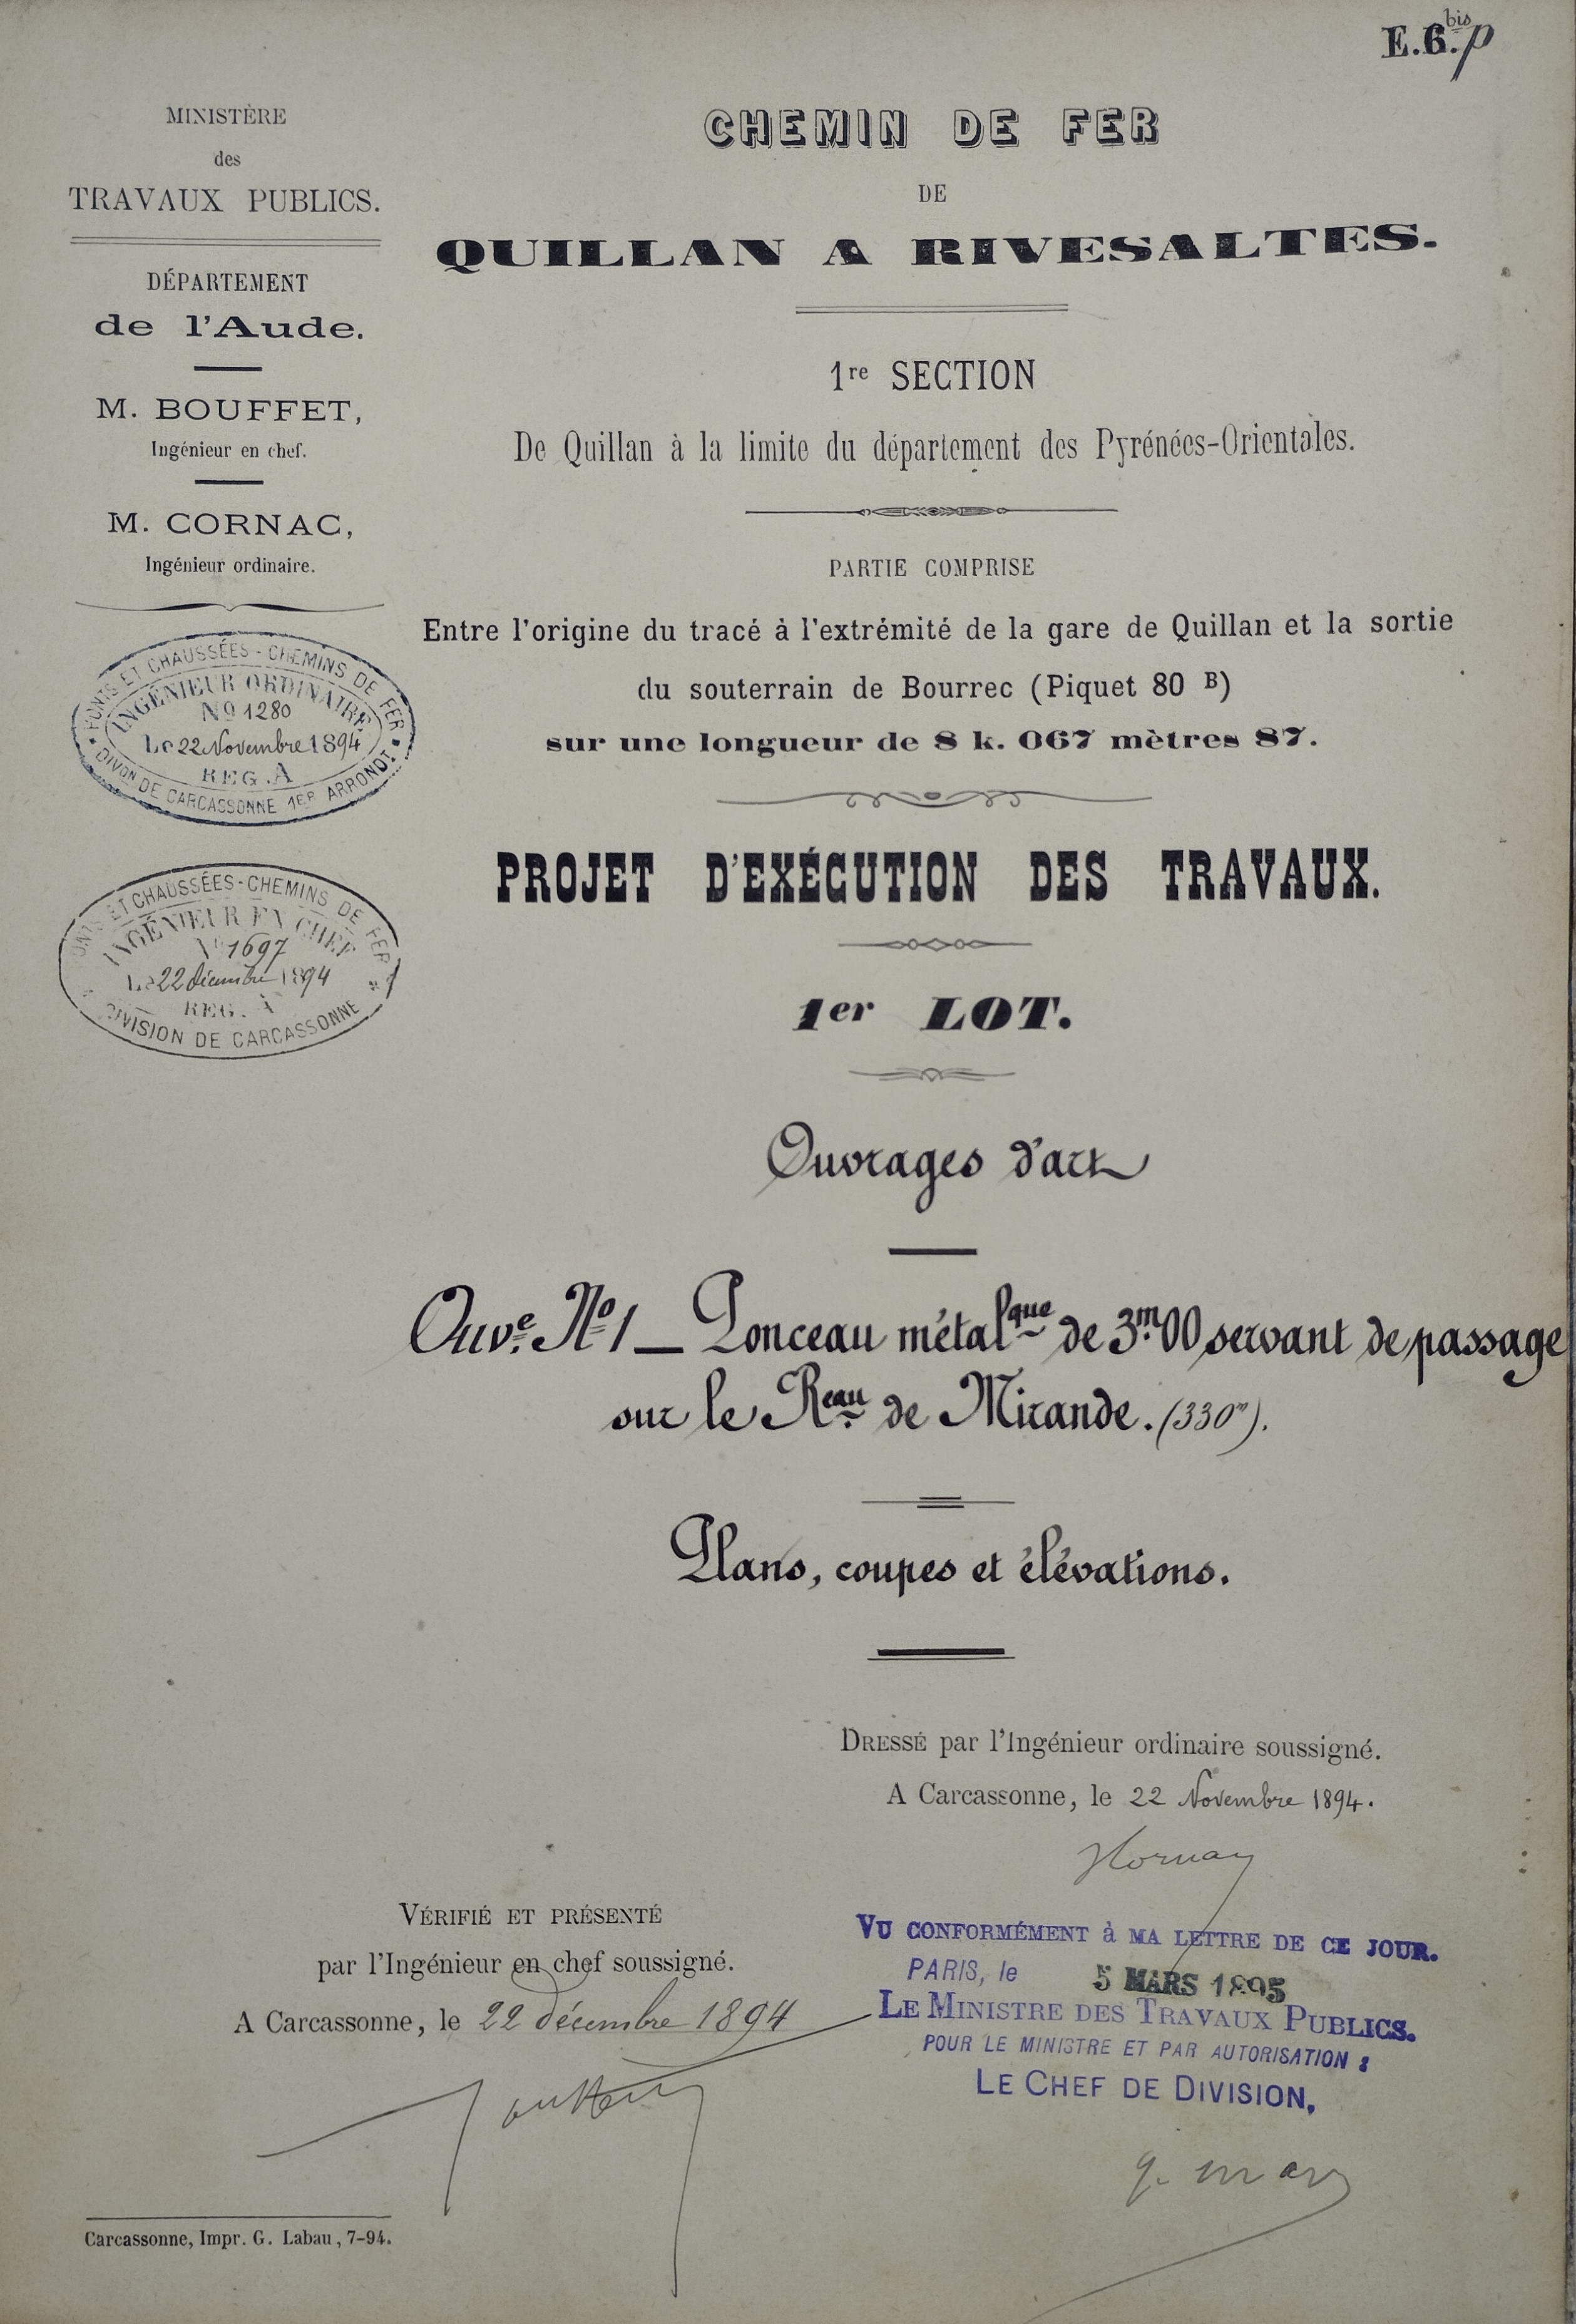 E.6.bis p
MINISTÈRE
des
TRAVAUX PUBLICS.
DÉPARTEMENT
de l'Aude.
M. BOUFFET,
Ingénieur en chef.
M. CORNAC,
Ingénieur ordinaire.
PONTS ET CHAUSSÉES - CHEMINS DE FER
INGÉNIEUR ORDINAIRE
No 1280
Le 22 Novembre 1894
REG. A
DIVON DE CARCASSONNE 1ER ARRONDT
PONTS ET CHAUSSÉES - CHEMINS DE FER
INGÉNIEUR EN CHEF
No 1697
Le 22 décembre 1894
REG. A
DIVISION DE CARCASSONNE
CHEMIN DE FER
DE
QUILLAN A RIVESALTES.
1re SECTION
De Quillan à la limite du département des Pyrénées-Orientales.
PARTIE COMPRISE
Entre l'origine du tracé à l'extrémité de la gare de Quillan et la sortie
du souterrain de Bourrec (Piquet 80 B)
sur une longueur de 8 k. 067 mètres 87.
PROJET D'EXÉCUTION DES TRAVAUX.
1er LOT.
Ouvrages d'art
Ouv.e No 1 — Ponceau métalque de 3m.00 servant de passage
sur le Reau de Mirande. (330m).
Plans, coupes et élévations.
DRESSÉ par l'Ingénieur ordinaire soussigné.
A Carcassonne, le 22 Novembre 1894.
VÉRIFIÉ ET PRÉSENTÉ
par l'Ingénieur en chef soussigné.
A Carcassonne, le 22 décembre 1894
VU CONFORMÉMENT à MA LETTRE DE CE JOUR.
PARIS, le 5 MARS 1895
LE MINISTRE DES TRAVAUX PUBLICS.
POUR LE MINISTRE ET PAR AUTORISATION :
LE CHEF DE DIVISION,
Carcassonne, Impr. G. Labau, 7-94.